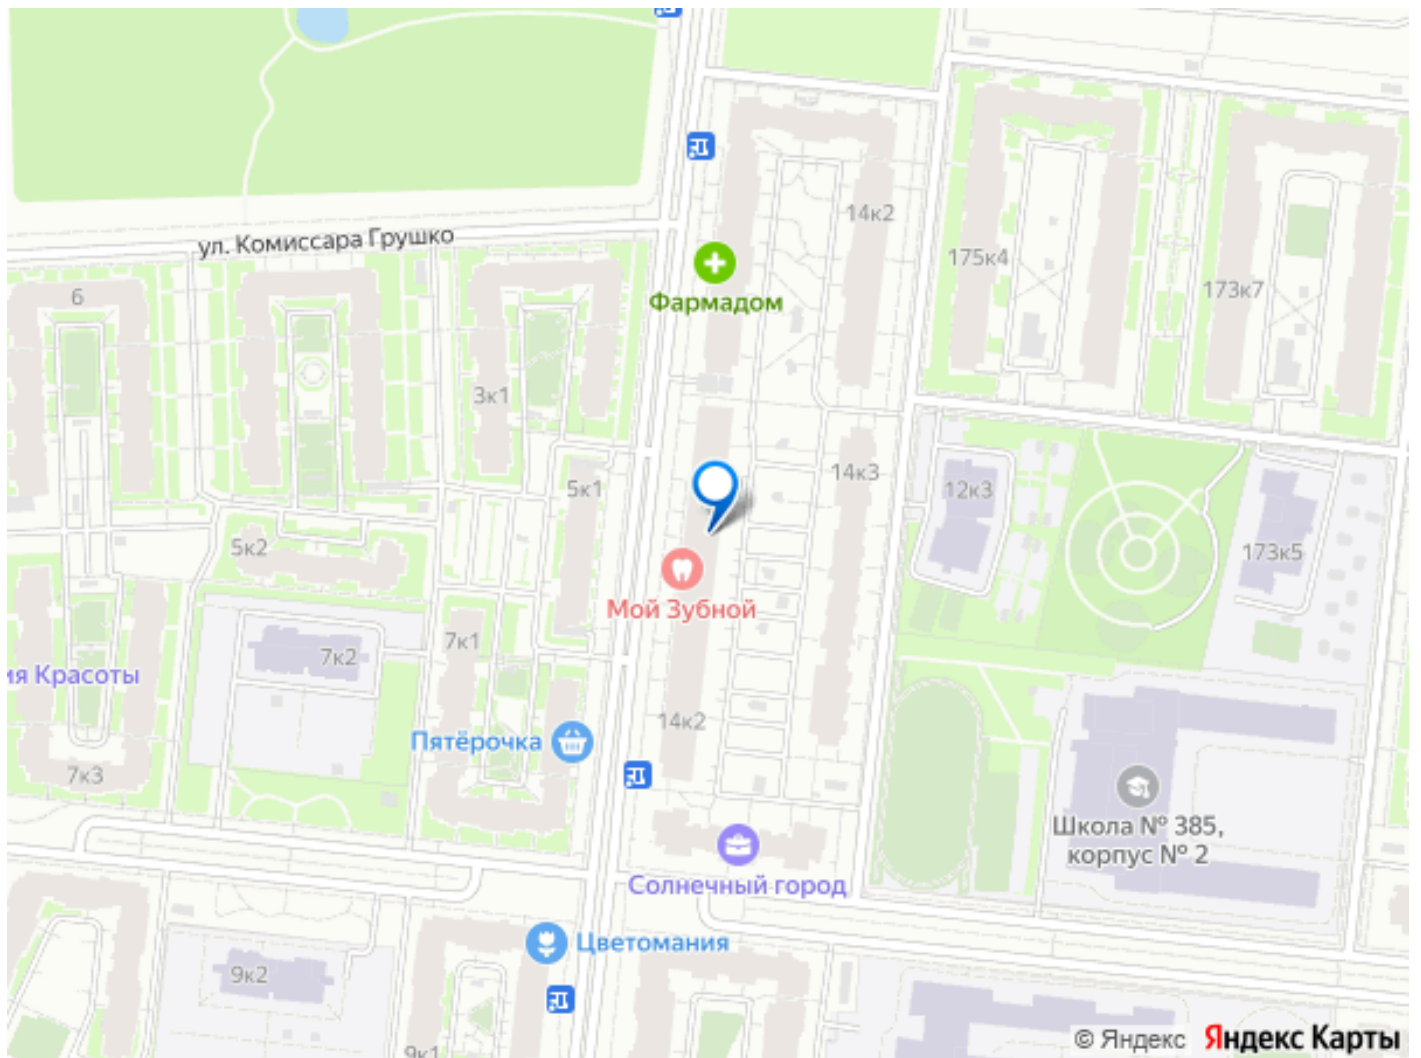 ул. Комиссара Грушко
14к2
175к4
173к7
6
Фармадом
3к1
14к3
5к1
12к3
5к2
173к5
Мой Зубной
7к1
7к2
ия Красоты
14к2
Пятёрочка
7к3
Школа № 385,
корпус № 2
Солнечный город
Цветомания
9к2
9к1
© Яндекс Яндекс Карты